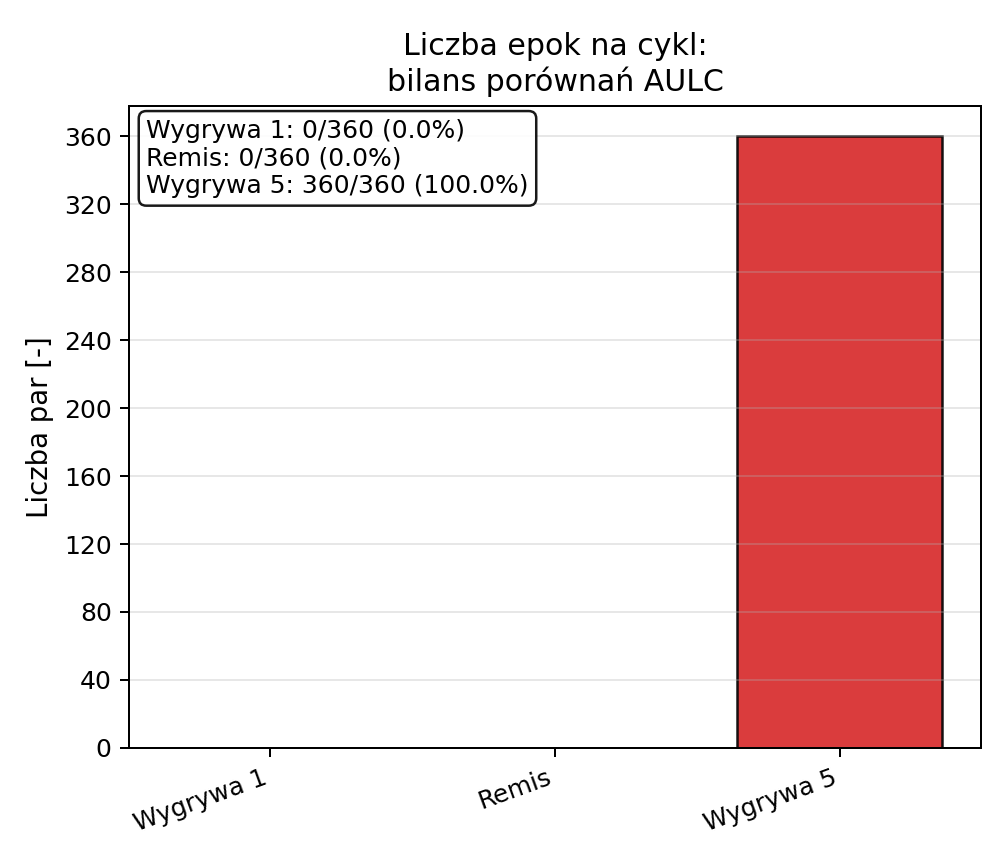 Liczba epok na cykl:
bilans porównań AULC
Wygrywa 1: 0/360 (0.0%)
Remis: 0/360 (0.0%)
Wygrywa 5: 360/360 (100.0%)
Liczba par [-]
360
320
280
240
200
160
120
80
40
0
Wygrywa 1
Remis
Wygrywa 5